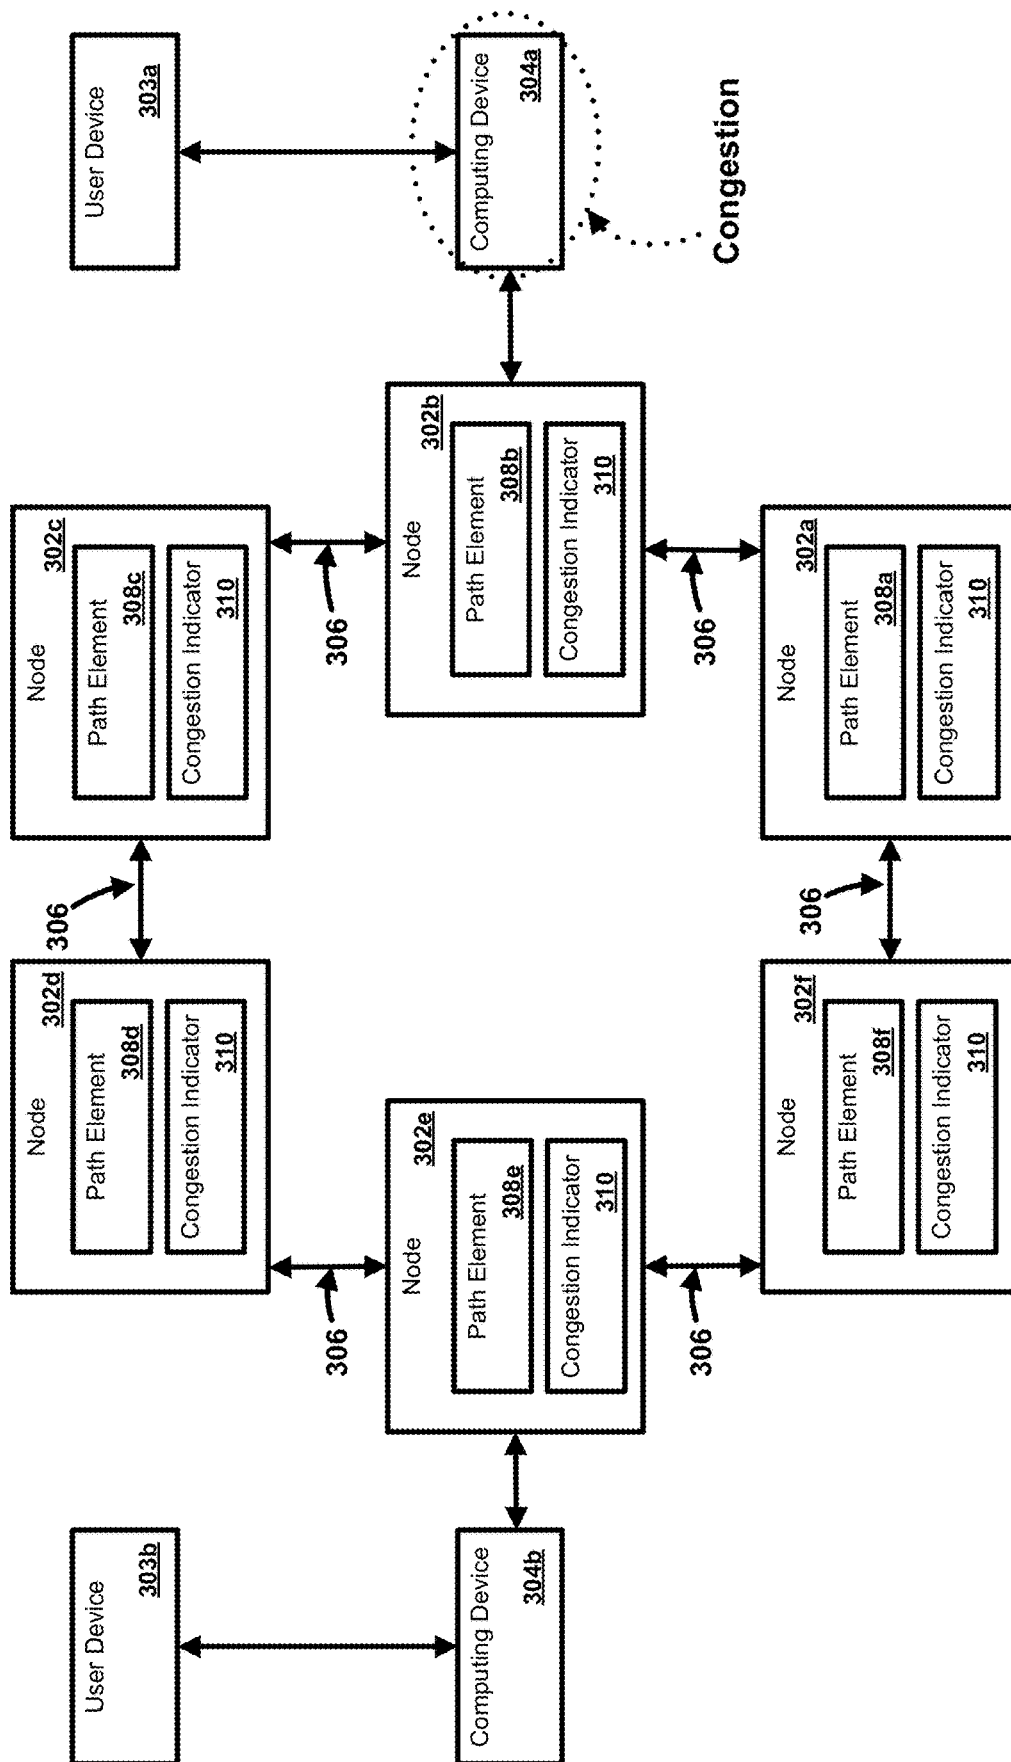 User Device
303b
Node
302d
Path Element
308d
Congestion Indicator
310
306
Node
302c
Path Element
308c
Congestion Indicator
310
User Device
303a
306
306
Computing Device
304b
Node
302e
Path Element
308e
Congestion Indicator
310
Node
302b
Path Element
308b
Congestion Indicator
310
Computing Device
304a
Congestion
306
306
Node
302f
Path Element
308f
Congestion Indicator
310
306
Node
302a
Path Element
308a
Congestion Indicator
310